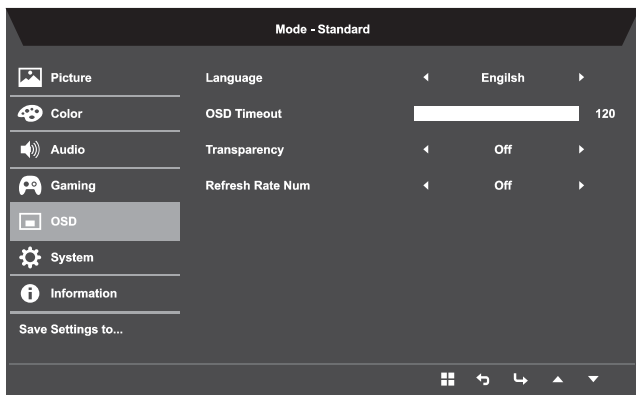 Mode - Standard
Picture
Language
Engilsh
Color
OSD Timeout
120
Audio
Transparency
Off
Gaming
Refresh Rate Num
Off
OSD
System
Information
Save Settings to...